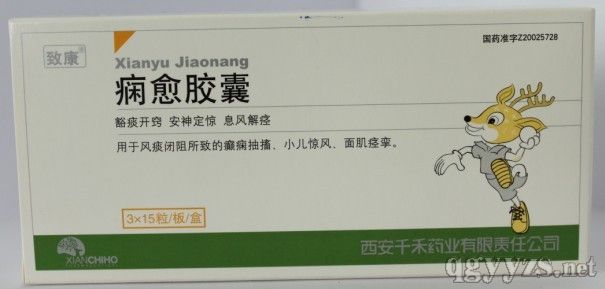 致康®
国药准字Z20025728
Xianyu Jiaonang
痫愈胶囊
豁痰开窍 安神定惊 息风解痉
用于风痰闭阻所致的癫痫抽搐、小儿惊风、面肌痉挛。
3×15粒/板/盒
XIANCHIHO
西安千禾药业有限责任公司
qgyyzs.net